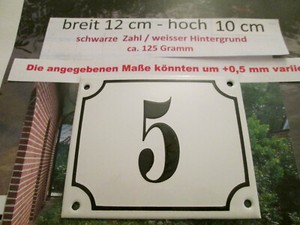 breit 12 cm - hoch 10 cm
schwarze Zahl / weisser Hintergrund
ca. 125 Gramm
Die angegebenen Maße könnten um +0,5 mm
5